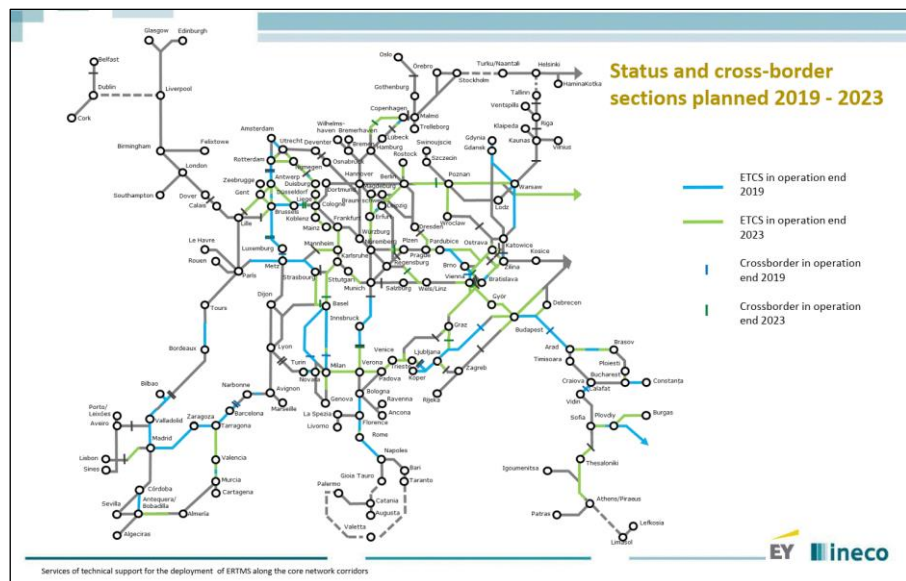 Status and cross-border
sections planned 2019 - 2023
ETCS in operation end
2019
ETCS in operation end
2023
Crossborder in operation
end 2019
Crossborder in operation
end 2023
Glasgow
Edinburgh
Belfast
Dublin
Cork
Liverpool
Birmingham
Felixstowe
London
Southampton
Dover
Calais
Oslo
Örebro
Turku/Naantali
Helsinki
Stockholm
HaminaKotka
Gothenburg
Tallinn
Ventspils
Copenhagen
Malmö
Trelleborg
Riga
Klaipeda
Kaunas
Vilnius
Amsterdam
Utrecht
Deventer
Wilhelms-
haven
Bremerhaven
Bremen
Lübeck
Hamburg
Rostock
Swinoujscie
Szczecin
Gdynia
Gdansk
Rotterdam
Nijmegen
Osnabrück
Hannover
Berlin
Poznan
Warsaw
Zeebrugge
Antwerp
Duisburg
Gent
Düsseldorf
Dortmund
Magdeburg
Braunschweig
Leipzig
Lodz
Lille
Brussels
Liege
Cologne
Koblenz
Mainz
Frankfurt
Erfurt
Dresden
Wroclaw
Katowice
Würzburg
Le Havre
Rouen
Paris
Luxemburg
Metz
Mannheim
Karlsruhe
Nuremberg
Plzen
Prague
Pardubice
Ostrava
Regensburg
Brno
Zilina
Kosice
Strasbourg
Stuttgart
Munich
Salzburg
Wels/Linz
Vienna
Bratislava
Tours
Dijon
Basel
Innsbruck
Györ
Debrecen
Budapest
Bordeaux
Lyon
Turin
Novara
Milan
Venice
Verona
Padova
Trieste
Ljubljana
Koper
Graz
Zagreb
Rijeka
Arad
Timisoara
Brasov
Ploiesti
Bucharest
Craiova
Calafat
Constanța
Vidin
Bilbao
Narbonne
Avignon
Marseille
Genova
La Spezia
Livorno
Bologna
Ravenna
Ancona
Florence
Rome
Sofia
Plovdiv
Burgas
Porto/
Leixões
Aveiro
Valladolid
Zaragoza
Barcelona
Tarragona
Madrid
Lisbon
Sines
Valencia
Murcia
Cartagena
Córdoba
Sevilla
Antequera/
Bobadilla
Almería
Algeciras
Napoles
Gioia Tauro
Bari
Taranto
Palermo
Catania
Augusta
Valetta
Thessaloniki
Igoumenitsa
Patras
Athens/Piraeus
Lefkosia
Limasol
EY
ineco
Services of technical support for the deployment of ERTMS along the core network corridors